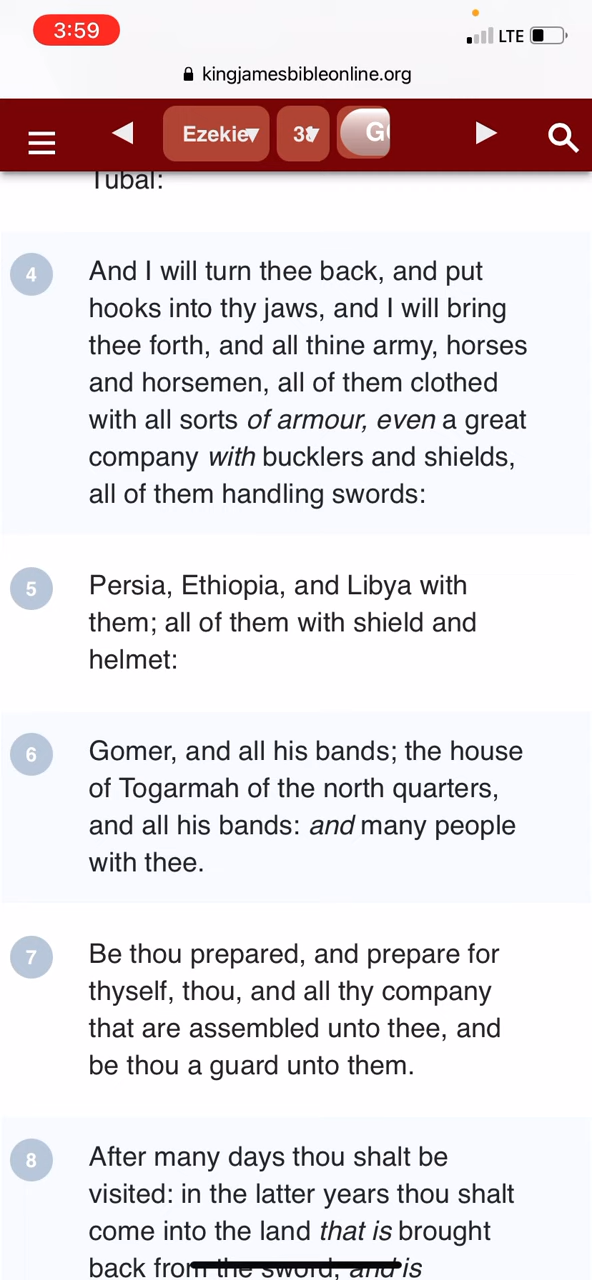 3:59
LTE
kingjamesbibleonline.org
Ezekie
38
G
Tubal:
4
And I will turn thee back, and put
hooks into thy jaws, and I will bring
thee forth, and all thine army, horses
and horsemen, all of them clothed
with all sorts of armour, even a great
company with bucklers and shields,
all of them handling swords:
5
Persia, Ethiopia, and Libya with
them; all of them with shield and
helmet:
6
Gomer, and all his bands; the house
of Togarmah of the north quarters,
and all his bands: and many people
with thee.
7
Be thou prepared, and prepare for
thyself, thou, and all thy company
that are assembled unto thee, and
be thou a guard unto them.
8
After many days thou shalt be
visited: in the latter years thou shalt
come into the land that is brought
back from the sword, and is